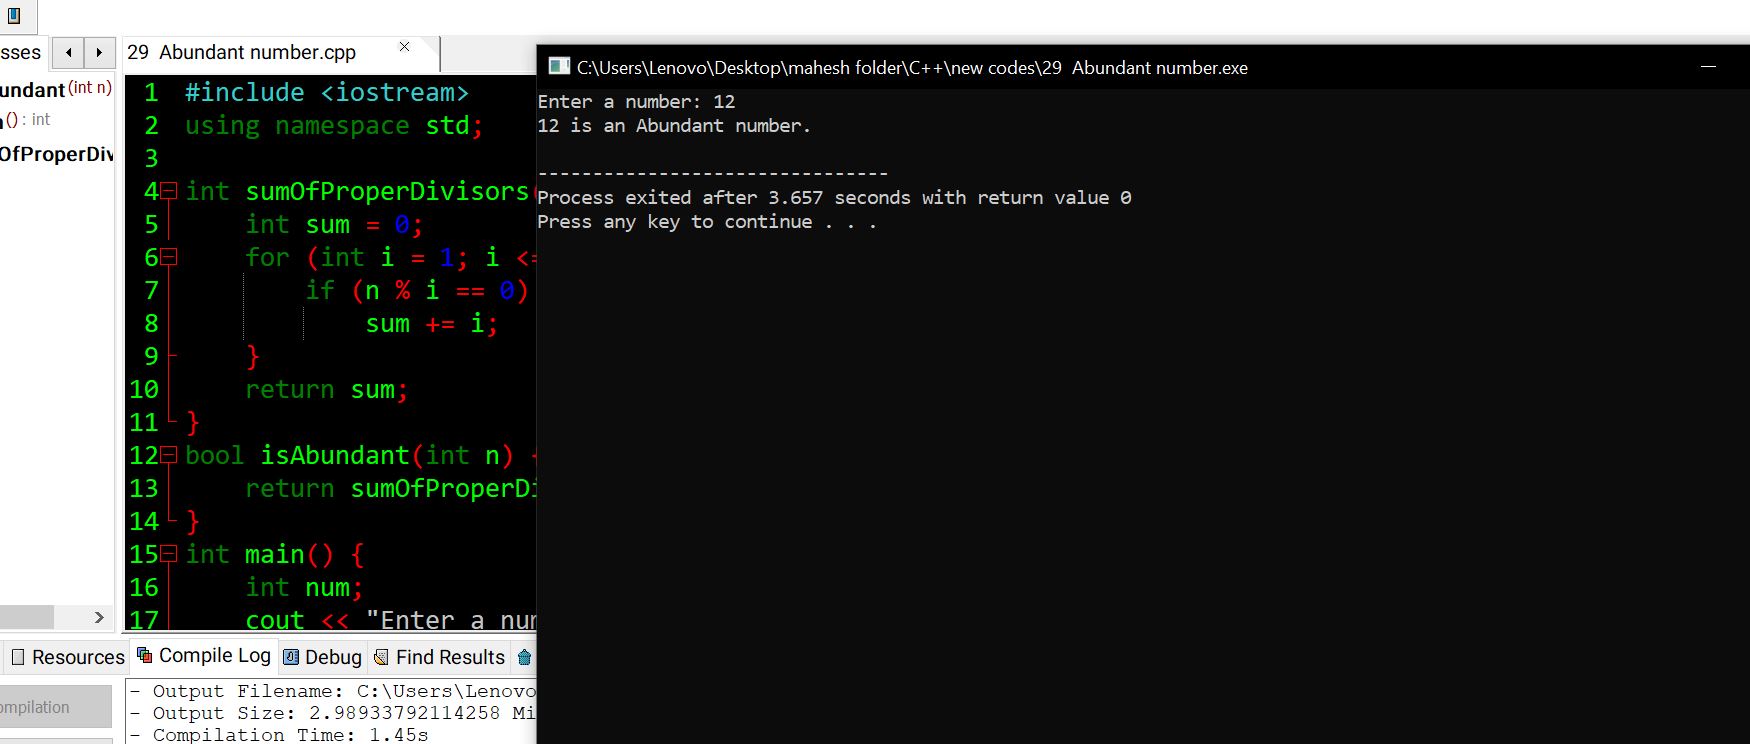 sses
29  Abundant number.cpp
undant (int n)
() : int
OfProperDiv
1 #include <iostream>
2 using namespace std;
3
4 int sumOfProperDivisors(
5 int sum = 0;
6 for (int i = 1; i <=
7 if (n % i == 0)
8 sum += i;
9 }
10 return sum;
11 }
12 bool isAbundant(int n) {
13 return sumOfProperDi
14 }
15 int main() {
16 int num;
17 cout << "Enter a num
C:\Users\Lenovo\Desktop\mahesh folder\C++\new codes\29  Abundant number.exe
Enter a number: 12
12 is an Abundant number.
--------------------------------
Process exited after 3.657 seconds with return value 0
Press any key to continue . . .
Resources Compile Log Debug Find Results
ompilation
- Output Filename: C:\Users\Lenovo
- Output Size: 2.98933792114258 Mi
- Compilation Time: 1.45s